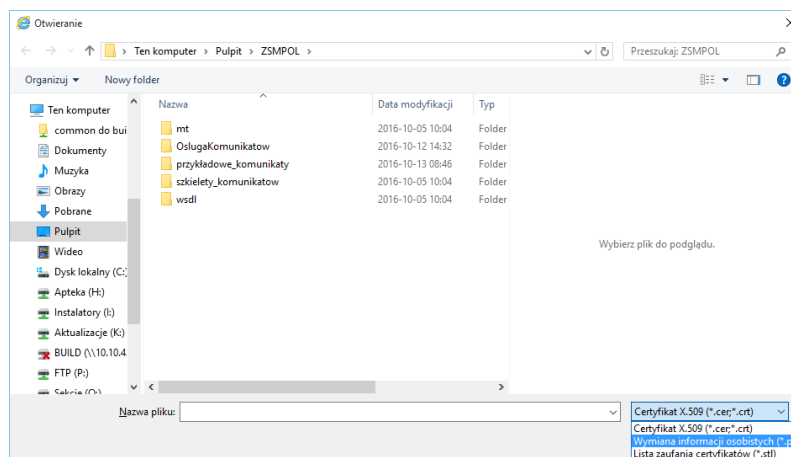 Otwieranie
Ten komputer > Pulpit > ZSMPOL >
Przeszukaj: ZSMPOL
Organizuj
Nowy folder
Ten komputer
common do bui
Dokumenty
Muzyka
Obrazy
Pobrane
Pulpit
Wideo
Dysk lokalny (C:)
Apteka (H:)
Instalatory (I:)
Aktualizacje (K:)
BUILD (\\10.10.4.
FTP (P:)
Sekcje (O:)
Nazwa Data modyfikacji Typ
mt 2016-10-05 10:04 Folder
OslugaKomunikatow 2016-10-12 14:32 Folder
przykładowe_komunikaty 2016-10-13 08:46 Folder
szkielety_komunikatow 2016-10-05 10:04 Folder
wsdl 2016-10-05 10:04 Folder
Wybierz plik do podglądu.
Nazwa pliku:
Certyfikat X.509 (*.cer;*.crt)
Certyfikat X.509 (*.cer;*.crt)
Wymiana informacji osobistych (*.p
Lista zaufania certyfikatów (*.stl)